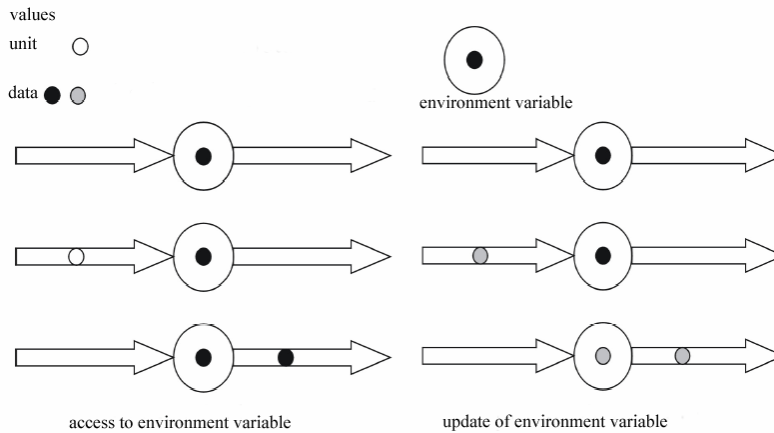 values
unit
data
environment variable
access to environment variable
update of environment variable